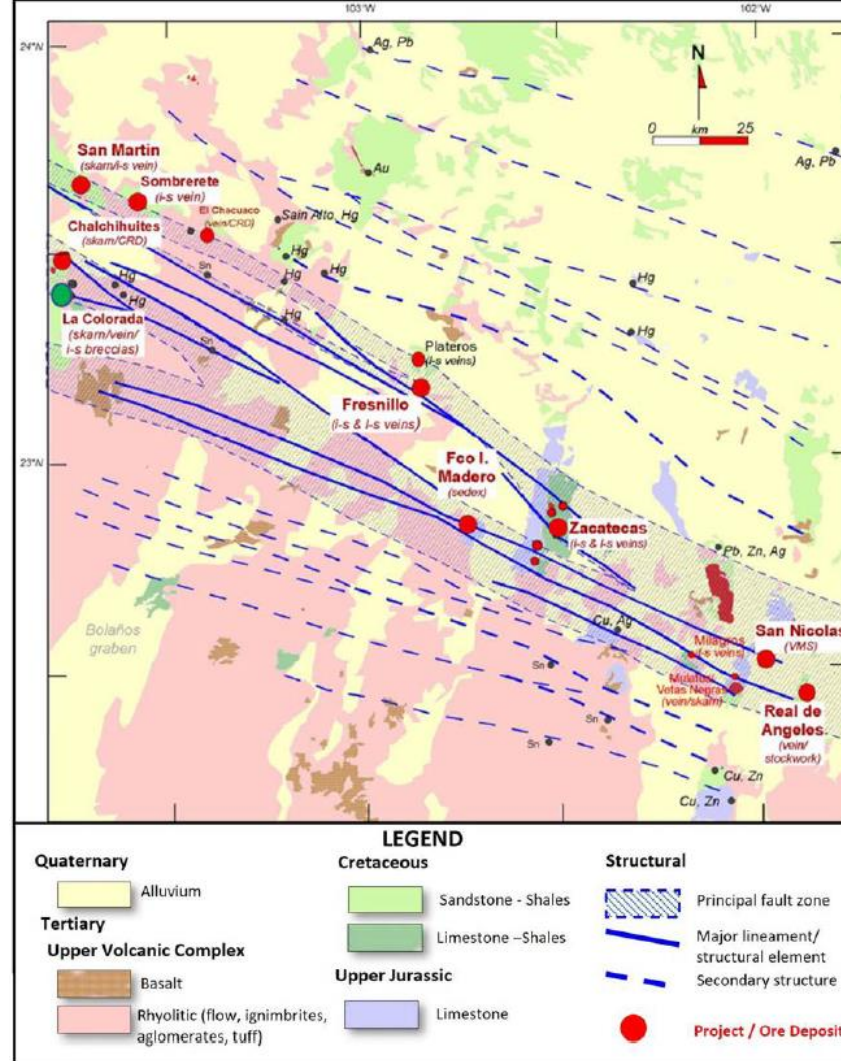 103°W
102°W
24°N
Ag, Pb
N
0 km 25
San Martin
(skarn/i-s vein)
Sombrerete
(i-s vein)
Au
Ag, Pb
El Chacuaco
(vein/CRD)
Sain Alto, Hg
Chalchihuites
(skarn/CRD)
Hg
Hg
Hg
Sn
Hg
Hg
Hg
Hg
La Colorada
(skarn/vein/
i-s breccias)
Hg
Sn
Hg
Plateros
(i-s veins)
Fresnillo
(i-s & l-s veins)
23°N
Fco I.
Madero
(sedex)
Zacatecas
(i-s & l-s veins)
Pb, Zn, Ag
Bolaños
graben
Cu, Ag
Milagros
(i-s veins)
San Nicolas
(VMS)
Sn
Vetas Negras
(vein/skarn)
Real de
Angeles
(vein/
stockwork)
Sn
Sn
Cu, Zn
Cu, Zn
LEGEND
Quaternary
Alluvium
Tertiary
Upper Volcanic Complex
Basalt
Rhyolitic (flow, ignimbrites,
aglomerates, tuff)
Cretaceous
Sandstone - Shales
Limestone –Shales
Upper Jurassic
Limestone
Structural
Principal fault zone
Major lineament/
structural element
Secondary structure
Project / Ore Deposit